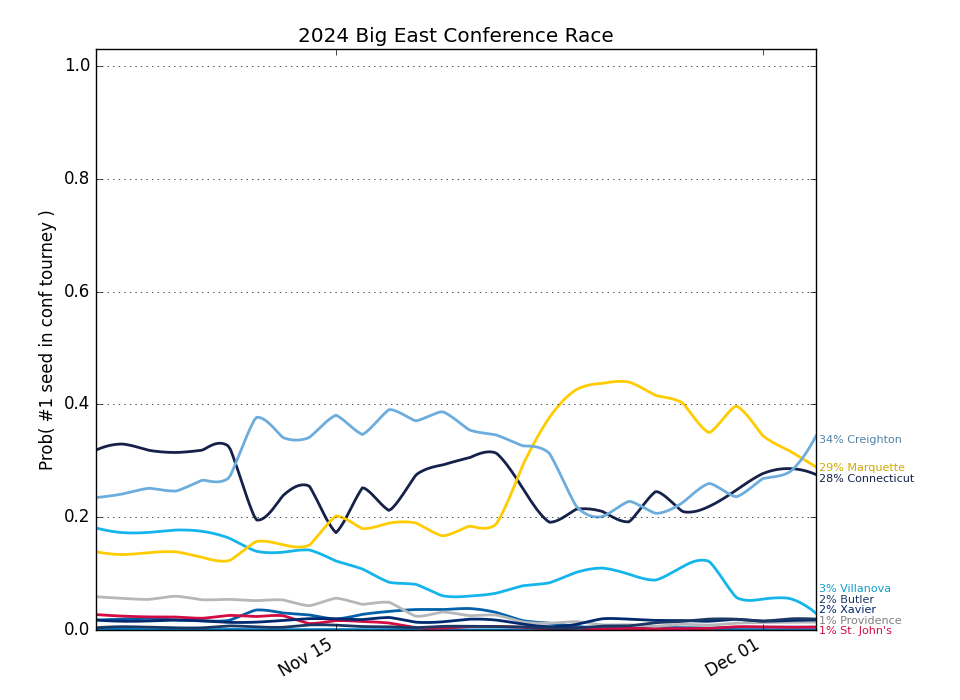 2024 Big East Conference Race
Prob( #1 seed in conf tourney )
1.0
0.8
0.6
0.4
0.2
0.0
Nov 15
Dec 01
34% Creighton
29% Marquette
28% Connecticut
3% Villanova
2% Butler
2% Xavier
1% Providence
1% St. John's